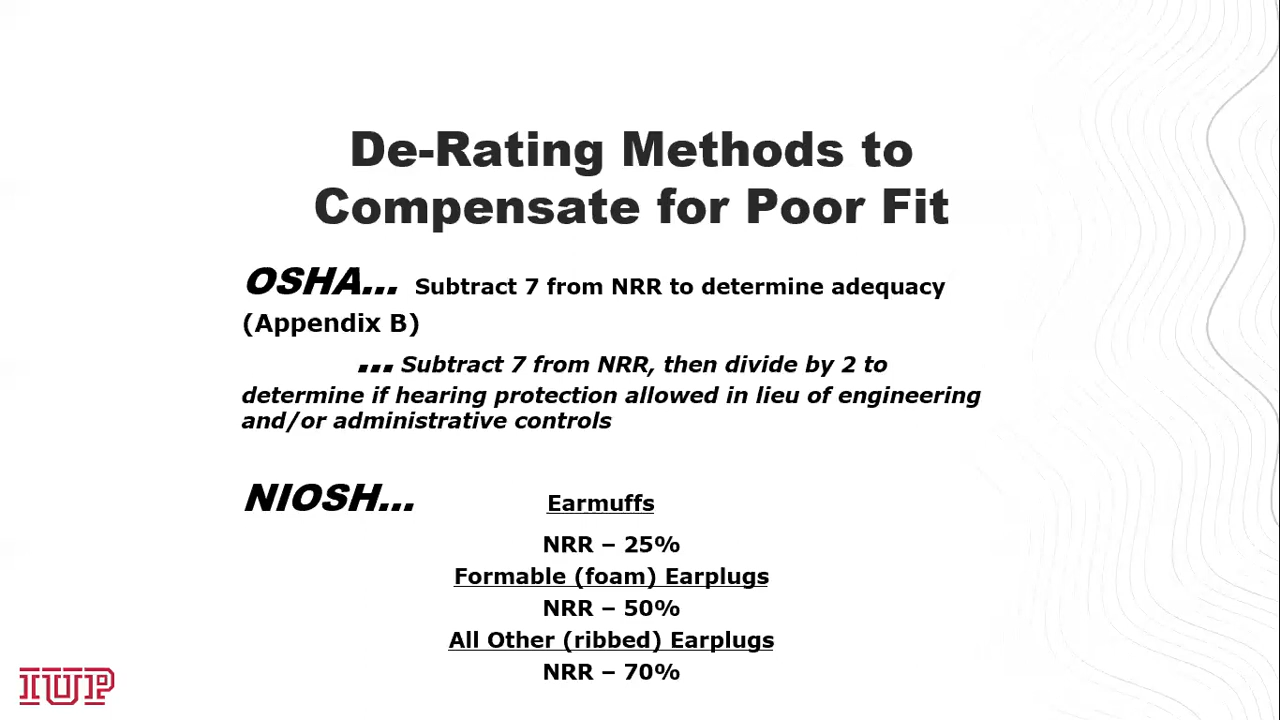 De-Rating Methods to
Compensate for Poor Fit
OSHA... Subtract 7 from NRR to determine adequacy
(Appendix B)
... Subtract 7 from NRR, then divide by 2 to
determine if hearing protection allowed in lieu of engineering
and/or administrative controls
NIOSH... Earmuffs
NRR – 25%
Formable (foam) Earplugs
NRR – 50%
All Other (ribbed) Earplugs
NRR – 70%
IUP